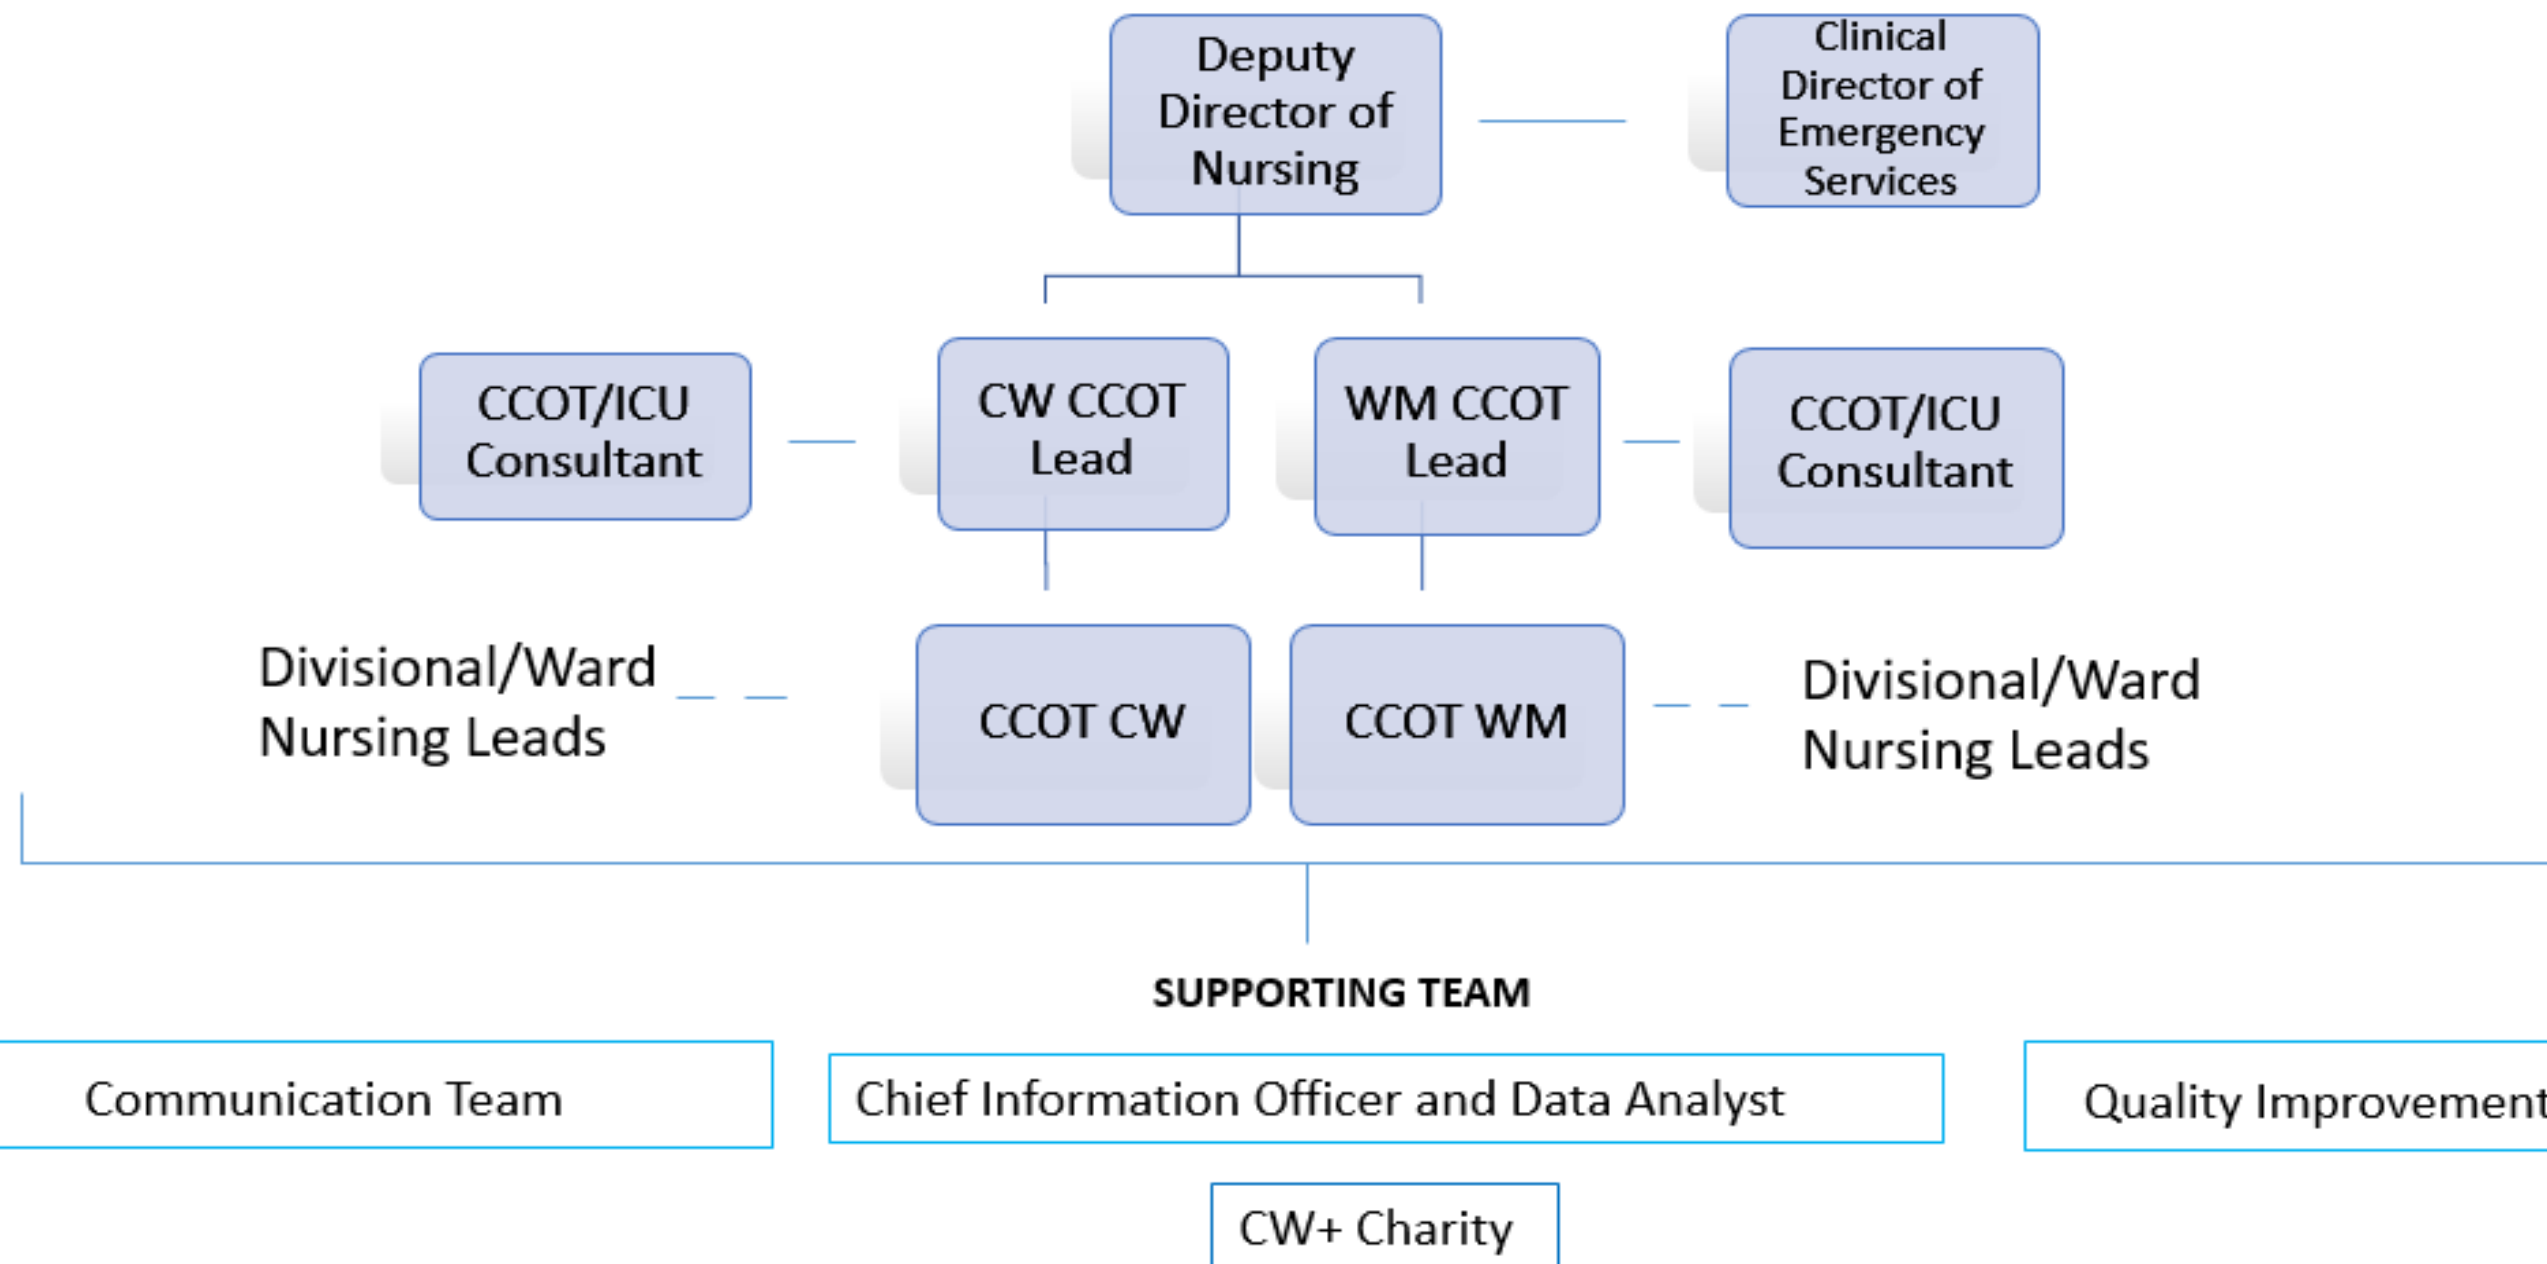 Deputy
Director of
Nursing
Clinical
Director of
Emergency
Services
CCOT/ICU
Consultant
CW CCOT
Lead
WM CCOT
Lead
CCOT/ICU
Consultant
Divisional/Ward
Nursing Leads
CCOT CW
CCOT WM
Divisional/Ward
Nursing Leads
SUPPORTING TEAM
Communication Team
Chief Information Officer and Data Analyst
Quality Improvement
CW+ Charity